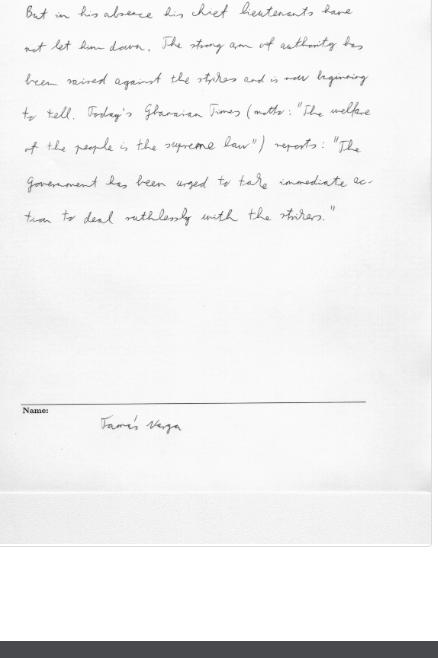 But in his absence his chief lieutenants have
not let him down. The strong arm of authority has
been raised against the strikes and is now beginning
to tell. Today's Ghanaian Times (motto: "The welfare
of the people is the supreme law") reports: "The
Government has been urged to take immediate ac-
tion to deal ruthlessly with the strikers."
Name:
Tamás Varga